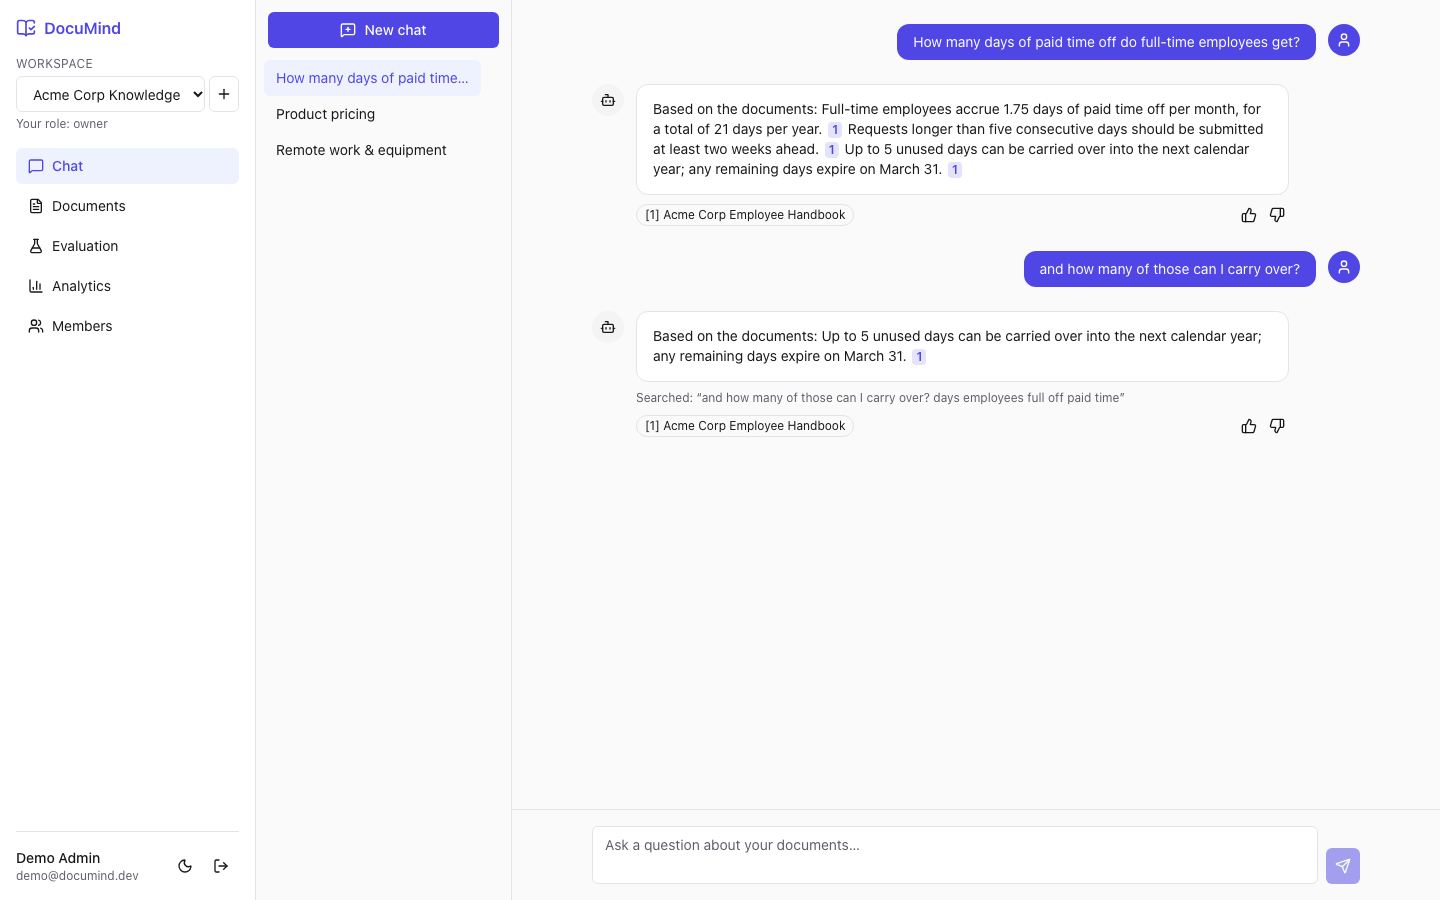 DocuMind
WORKSPACE
Acme Corp Knowledge
Your role: owner
Chat
Documents
Evaluation
Analytics
Members
Demo Admin
demo@documind.dev
New chat
How many days of paid time...
Product pricing
Remote work & equipment
How many days of paid time off do full-time employees get?
Based on the documents: Full-time employees accrue 1.75 days of paid time off per month, for
a total of 21 days per year. 1 Requests longer than five consecutive days should be submitted
at least two weeks ahead. 1 Up to 5 unused days can be carried over into the next calendar
year; any remaining days expire on March 31. 1
[1] Acme Corp Employee Handbook
and how many of those can I carry over?
Based on the documents: Up to 5 unused days can be carried over into the next calendar year;
any remaining days expire on March 31. 1
Searched: “and how many of those can I carry over? days employees full off paid time”
[1] Acme Corp Employee Handbook
Ask a question about your documents...